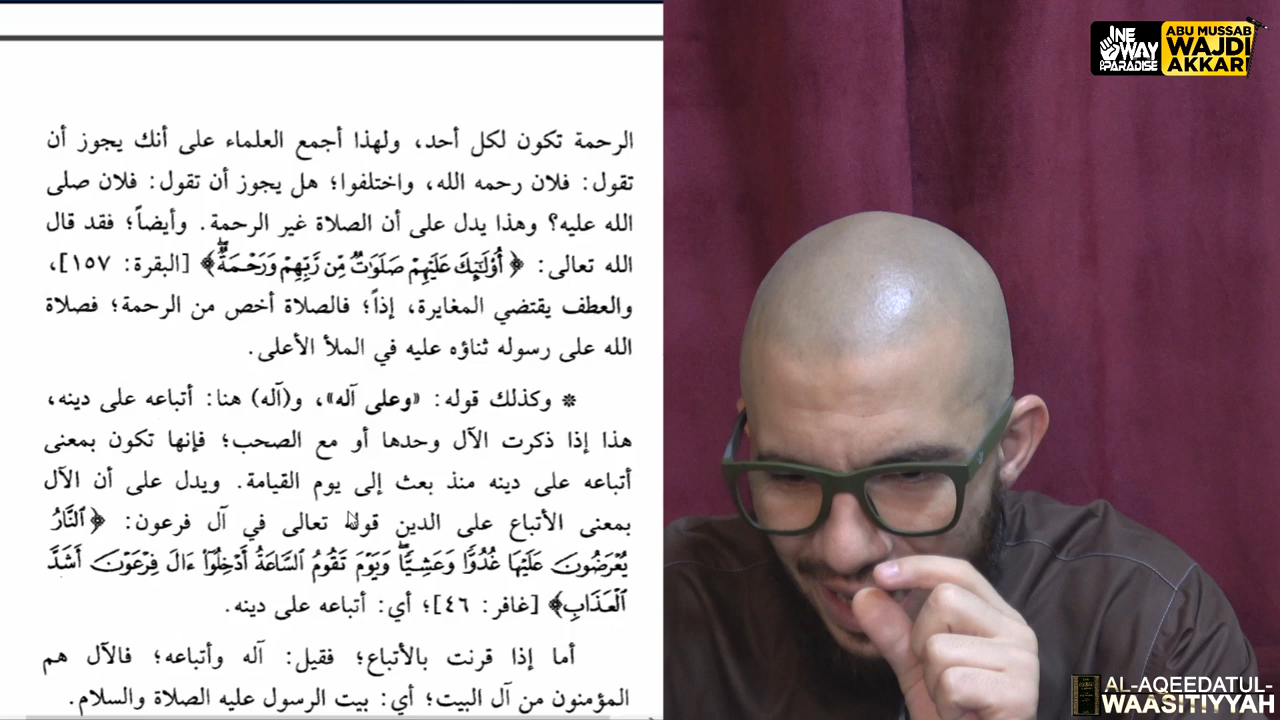 الرحمة تكون لكل أحد، ولهذا أجمع العلماء على أنك يجوز أن
تقول: فلان رحمه الله، واختلفوا؛ هل يجوز أن تقول: فلان صلى
الله عليه؟ وهذا يدل على أن الصلاة غير الرحمة. وأيضاً؛ فقد قال
الله تعالى: ﴿أُوْلَٰٓئِكَ عَلَيْهِمْ صَلَوَٰتٌ مِّن رَّبِّهِمْ وَرَحْمَةٌۖ﴾ [البقرة: ١٥٧]،
والعطف يقتضي المغايرة، إذاً؛ فالصلاة أخص من الرحمة؛ فصلاة
الله على رسوله ثناؤه عليه في الملأ الأعلى.
* وكذلك قوله: «وعلى آله»، و(آله) هنا: أتباعه على دينه،
هذا إذا ذكرت الآل وحدها أو مع الصحب؛ فإنها تكون بمعنى
أتباعه على دينه منذ بعث إلى يوم القيامة. ويدل على أن الآل
بمعنى الأتباع على الدين قوله تعالى في آل فرعون: ﴿ٱلنَّارُ
يُعْرَضُونَ عَلَيْهَا غُدُوًّا وَعَشِيًّاۖ وَيَوْمَ تَقُومُ ٱلسَّاعَةُ أَدْخِلُوٓاْ ءَالَ فِرْعَوْنَ أَشَدَّ
ٱلْعَذَابِ﴾ [غافر: ٤٦]؛ أي: أتباعه على دينه.
أما إذا قرنت بالأتباع؛ فقيل: آله وأتباعه؛ فالآل هم
المؤمنون من آل البيت؛ أي: بيت الرسول عليه الصلاة والسلام.
ONE
WAY
TO PARADISE
ABU MUSSAB
WAJDI
AKKARI
AL-AQEEDATUL-
WAASITIYYAH